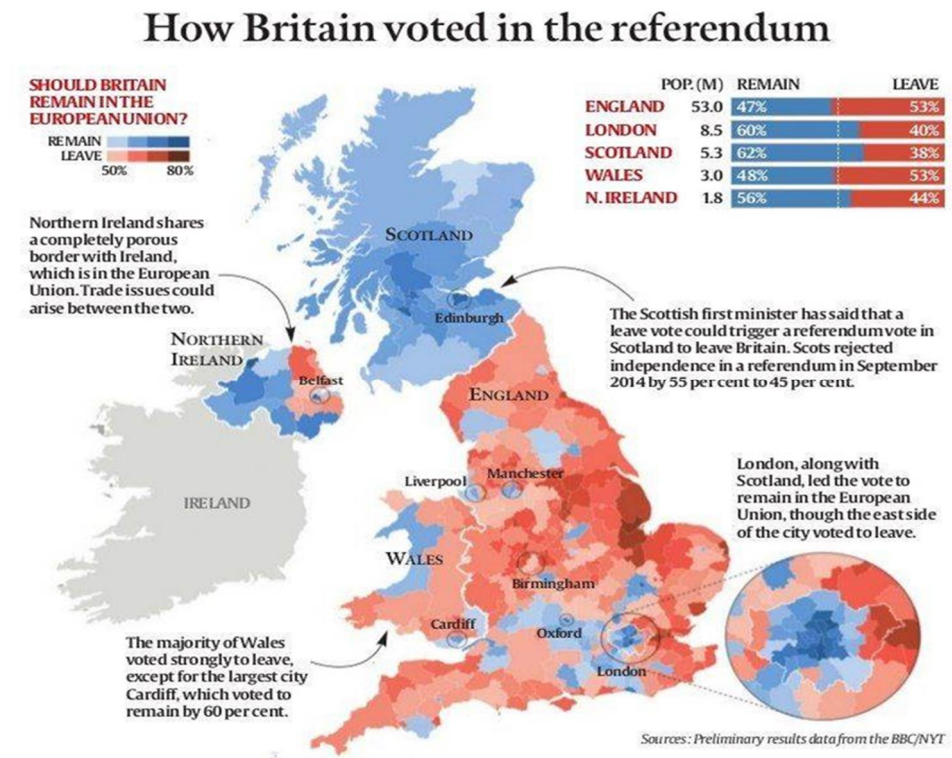 How Britain voted in the referendum
SHOULD BRITAIN
REMAIN IN THE
EUROPEAN UNION?
REMAIN
LEAVE
50% 80%
POP. (M) REMAIN LEAVE
ENGLAND 53.0 47% 53%
LONDON 8.5 60% 40%
SCOTLAND 5.3 62% 38%
WALES 3.0 48% 53%
N. IRELAND 1.8 56% 44%
Northern Ireland shares
a completely porous
border with Ireland,
which is in the European
Union. Trade issues could
arise between the two.
SCOTLAND
Edinburgh
The Scottish first minister has said that a
leave vote could trigger a referendum vote in
Scotland to leave Britain. Scots rejected
independence in a referendum in September
2014 by 55 per cent to 45 per cent.
NORTHERN
IRELAND
Belfast
ENGLAND
IRELAND
Liverpool
Manchester
London, along with
Scotland, led the vote to
remain in the European
Union, though the east side
of the city voted to leave.
WALES
Birmingham
Cardiff
Oxford
London
The majority of Wales
voted strongly to leave,
except for the largest city
Cardiff, which voted to
remain by 60 per cent.
Sources: Preliminary results data from the BBC/NYT